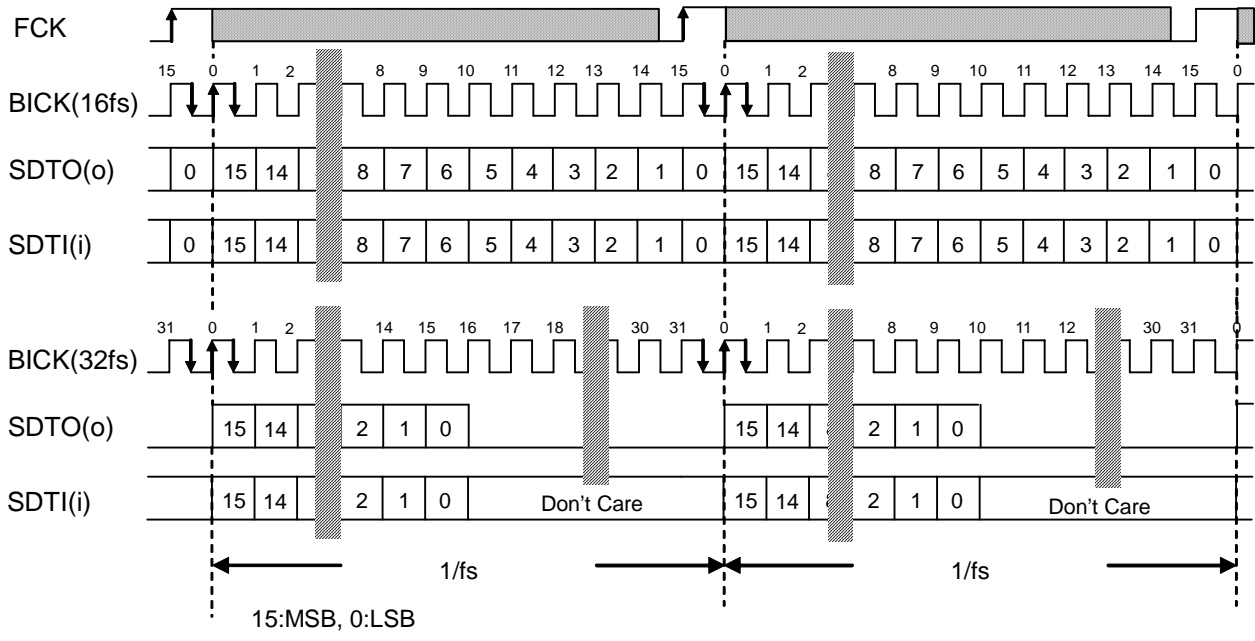 FCK
15 0 1 2 8 9 10 11 12 13 14 15 0 1 2 8 9 10 11 12 13 14 15 0
BICK(16fs)
SDTO(o) 0 15 14 8 7 6 5 4 3 2 1 0 15 14 8 7 6 5 4 3 2 1 0
SDTI(i) 0 15 14 8 7 6 5 4 3 2 1 0 15 14 8 7 6 5 4 3 2 1 0
31 0 1 2 14 15 16 17 18 30 31 0 1 2 8 9 10 11 12 30 31 0
BICK(32fs)
SDTO(o) 15 14 2 1 0 15 14 2 1 0
SDTI(i) 15 14 2 1 0 Don't Care 15 14 2 1 0 Don't Care
1/fs 1/fs
15:MSB, 0:LSB